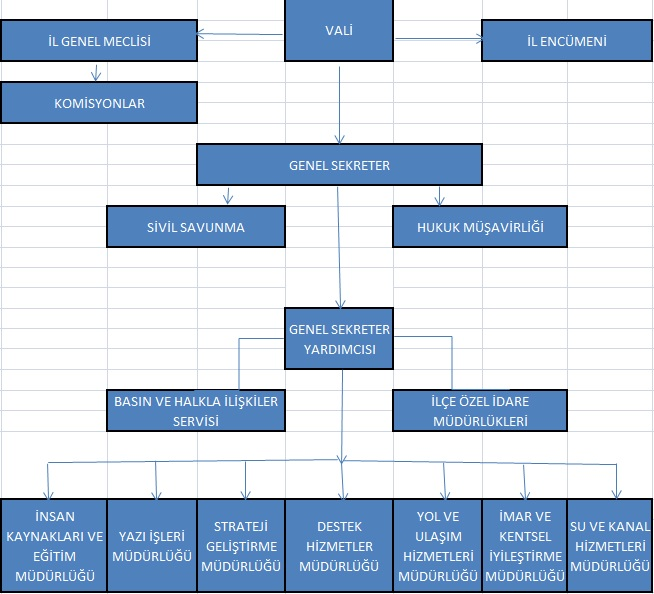 VALİ
İL GENEL MECLİSİ
İL ENCÜMENİ
KOMİSYONLAR
GENEL SEKRETER
SİVİL SAVUNMA
HUKUK MÜŞAVİRLİĞİ
GENEL SEKRETER
YARDIMCISI
BASIN VE HALKLA İLİŞKİLER
SERVİSİ
İLÇE ÖZEL İDARE
MÜDÜRLÜKLERİ
İNSAN
KAYNAKLARI VE
EĞİTİM
MÜDÜRLÜĞÜ
YAZI İŞLERİ
MÜDÜRLÜĞÜ
STRATEJİ
GELİŞTİRME
MÜDÜRLÜĞÜ
DESTEK
HİZMETLER
MÜDÜRLÜĞÜ
YOL VE
ULAŞIM
HİZMETLERİ
MÜDÜRLÜĞÜ
İMAR VE
KENTSEL
İYİLEŞTİRME
MÜDÜRLÜĞÜ
SU VE KANAL
HİZMETLERİ
MÜDÜRLÜĞÜ